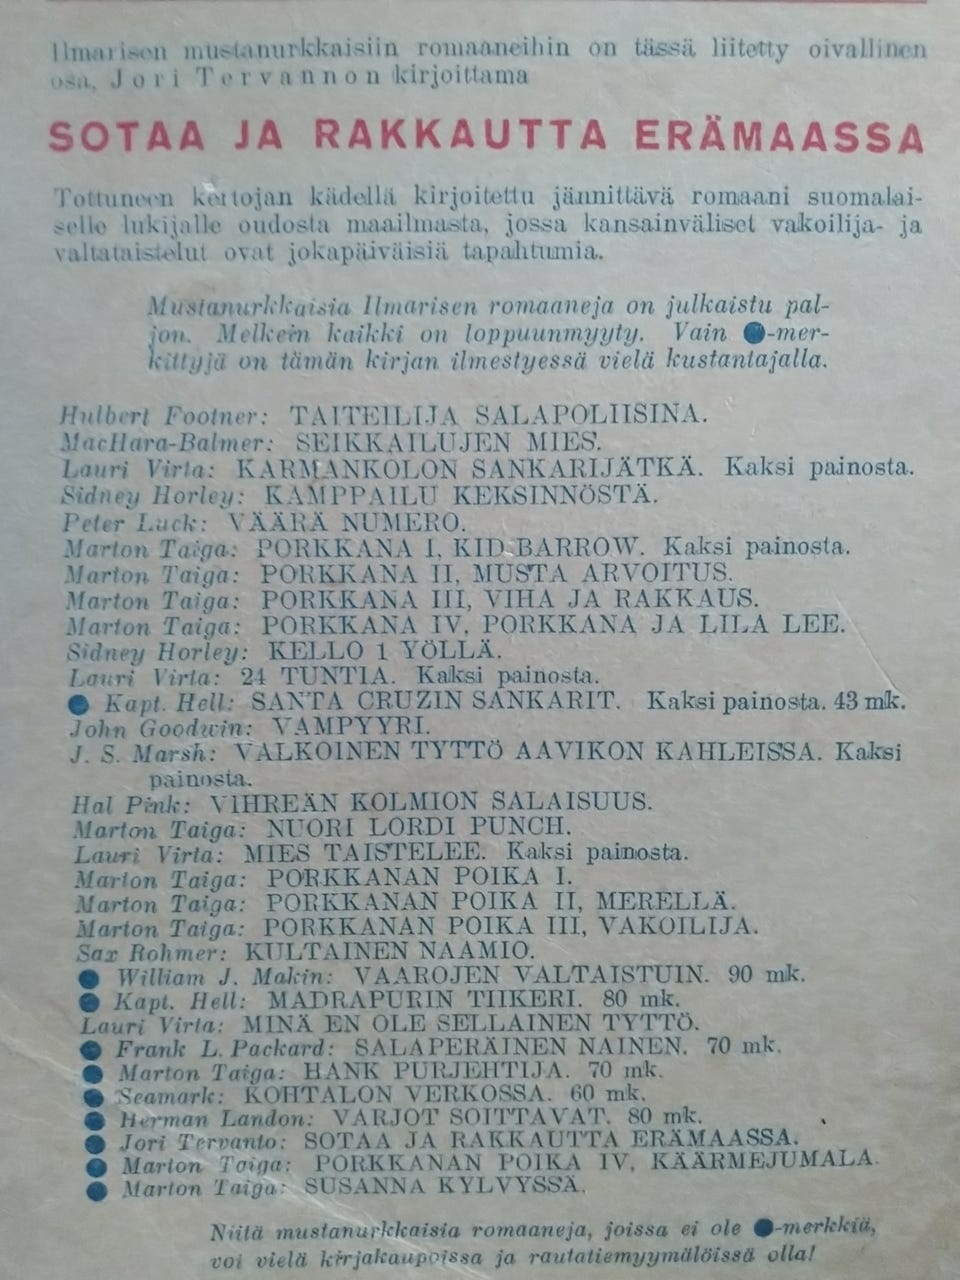 Ilmarisen mustanurkkaisiin romaaneihin on tässä liitetty oivallinen
osa, Jori Tervannon kirjoittama
SOTAA JA RAKKAUTTA ERÄMAASSA
Tottuneen kertojan kädellä kirjoitettu jännittävä romaani suomalai-
selle lukijalle oudosta maailmasta, jossa kansainväliset vakoilija- ja
valtataistelut ovat jokapäiväisiä tapahtumia.
Mustanurkkaisia Ilmarisen romaaneja on julkaistu pal-
jon. Melkein kaikki on loppuunmyyty. Vain ●-mer-
kittyjä on tämän kirjan ilmestyessä vielä kustantajalla.
Hulbert Footner: TAITEILIJA SALAPOLIISINA.
MacHara-Balmer: SEIKKAILUJEN MIES.
Lauri Virta: KARMANKOLON SANKARIJÄTKÄ. Kaksi painosta.
Sidney Horley: KAMPPAILU KEKSINNÖSTÄ.
Peter Luck: VÄÄRÄ NUMERO.
Marton Taiga: PORKKANA I, KID BARROW. Kaksi painosta.
Marton Taiga: PORKKANA II, MUSTA ARVOITUS.
Marton Taiga: PORKKANA III, VIHA JA RAKKAUS.
Marton Taiga: PORKKANA IV, PORKKANA JA LILA LEE.
Sidney Horley: KELLO 1 YÖLLÄ.
Lauri Virta: 24 TUNTIA. Kaksi painosta.
● Kapt. Hell: SANTA CRUZIN SANKARIT. Kaksi painosta. 43 mk.
John Goodwin: VAMPYYRI.
J. S. Marsh: VALKOINEN TYTTÖ AAVIKON KAHLEISSA. Kaksi
painosta.
Hal Pink: VIHREÄN KOLMION SALAISUUS.
Marton Taiga: NUORI LORDI PUNCH.
Lauri Virta: MIES TAISTELEE. Kaksi painosta.
Marton Taiga: PORKKANAN POIKA I.
Marton Taiga: PORKKANAN POIKA II, MERELLÄ.
Marton Taiga: PORKKANAN POIKA III, VAKOILIJA.
Sax Rohmer: KULTAINEN NAAMIO.
● William J. Makin: VAAROJEN VALTAISTUIN. 90 mk.
● Kapt. Hell: MADRAPURIN TIIKERI. 80 mk.
Lauri Virta: MINÄ EN OLE SELLAINEN TYTTÖ.
● Frank L. Packard: SALAPERÄINEN NAINEN. 70 mk.
● Marton Taiga: HANK PURJEHTIJA. 70 mk.
● Seamark: KOHTALON VERKOSSA. 60 mk.
● Herman Landon: VARJOT SOITTAVAT. 80 mk.
● Jori Tervanto: SOTAA JA RAKKAUTTA ERÄMAASSA.
● Marton Taiga: PORKKANAN POIKA IV, KÄÄRMEJUMALA.
● Marton Taiga: SUSANNA KYLVYSSÄ.
Niitä mustanurkkaisia romaaneja, joissa ei ole ●-merkkiä,
voi vielä kirjakaupoissa ja rautatiemyymälöissä olla!